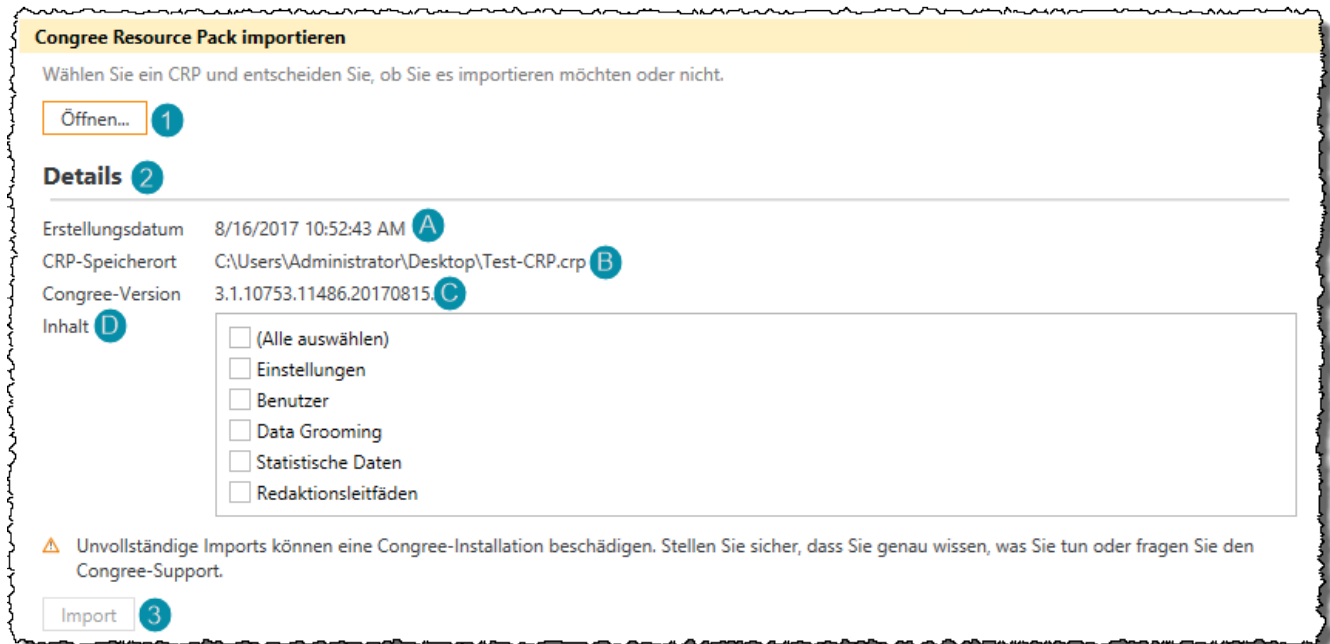 Congree Resource Pack importieren
Wählen Sie ein CRP und entscheiden Sie, ob Sie es importieren möchten oder nicht.
Öffnen... 1
Details 2
Erstellungsdatum 8/16/2017 10:52:43 AM A
CRP-Speicherort C:\Users\Administrator\Desktop\Test-CRP.crp B
Congree-Version 3.1.10753.11486.20170815. C
Inhalt D
(Alle auswählen)
Einstellungen
Benutzer
Data Grooming
Statistische Daten
Redaktionsleitfäden
Unvollständige Imports können eine Congree-Installation beschädigen. Stellen Sie sicher, dass Sie genau wissen, was Sie tun oder fragen Sie den
Congree-Support.
Import 3